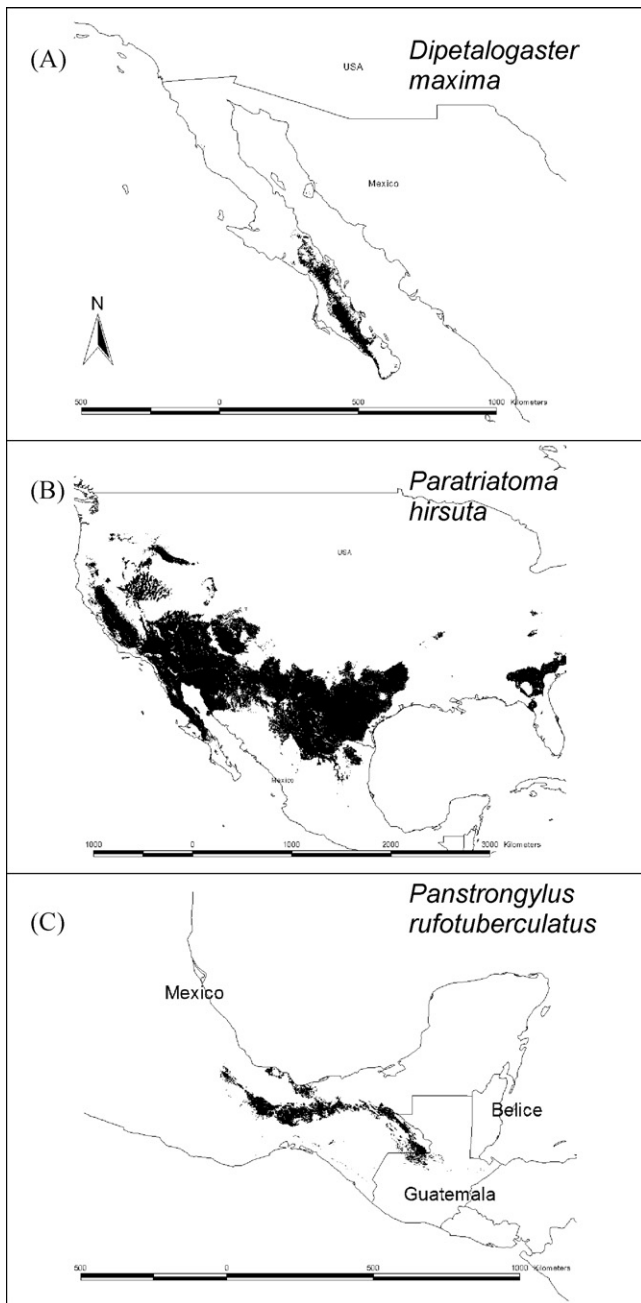 (A)
Dipetalogaster
maxima
USA
Mexico
N
500 0 500 1000 Kilometers
(B)
Paratriatoma
hirsuta
USA
Mexico
1000 0 1000 2000 3000 Kilometers
(C)
Panstrongylus
rufotuberculatus
Mexico
Belice
Guatemala
500 0 500 1000 Kilometers